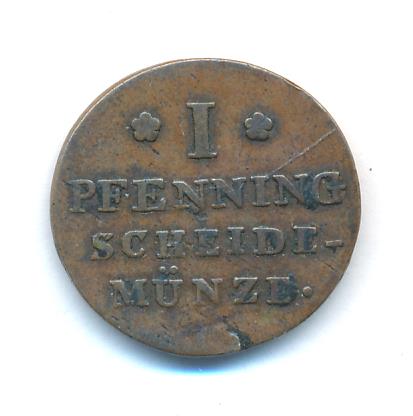 I
PFENNING
SCHEIDE-
MÜNZE.